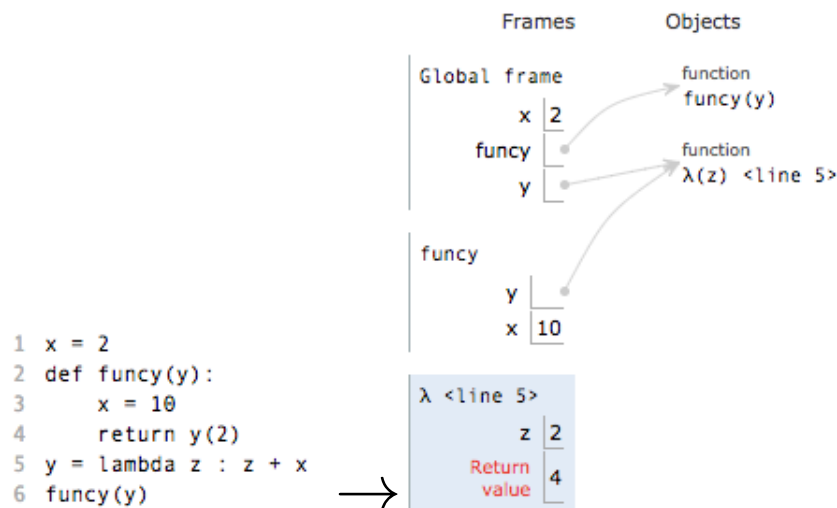 Frames Objects
Global frame
x 2
funcy
y
function
funcy(y)
function
λ(z) <line 5>
funcy
y
x 10
1 x = 2
2 def funcy(y):
3     x = 10
4     return y(2)
5 y = lambda z : z + x
6 funcy(y)
λ <line 5>
z 2
Return
value 4